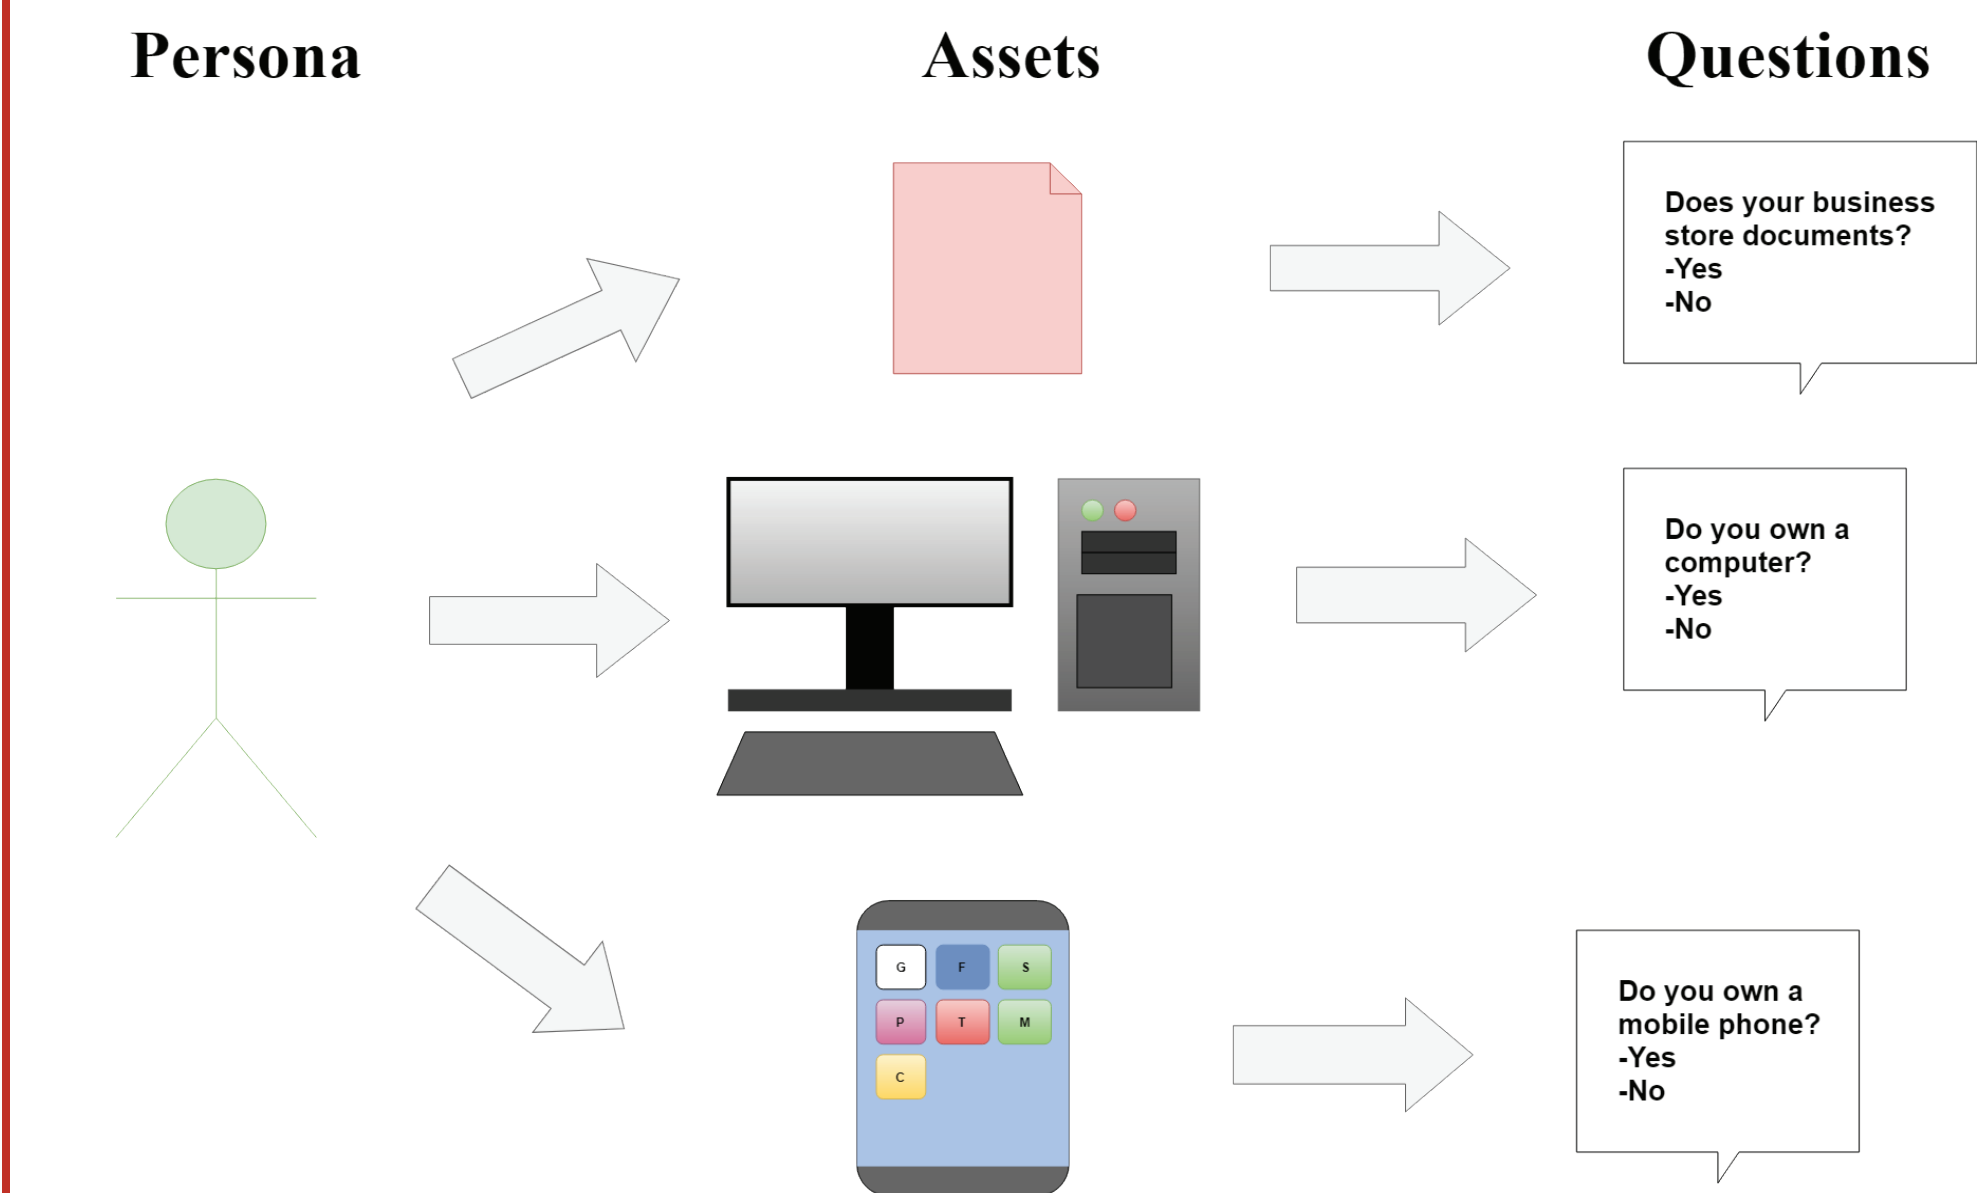 Persona
Assets
Questions
Does your business
store documents?
-Yes
-No
Do you own a
computer?
-Yes
-No
G
F
S
P
T
M
C
Do you own a
mobile phone?
-Yes
-No